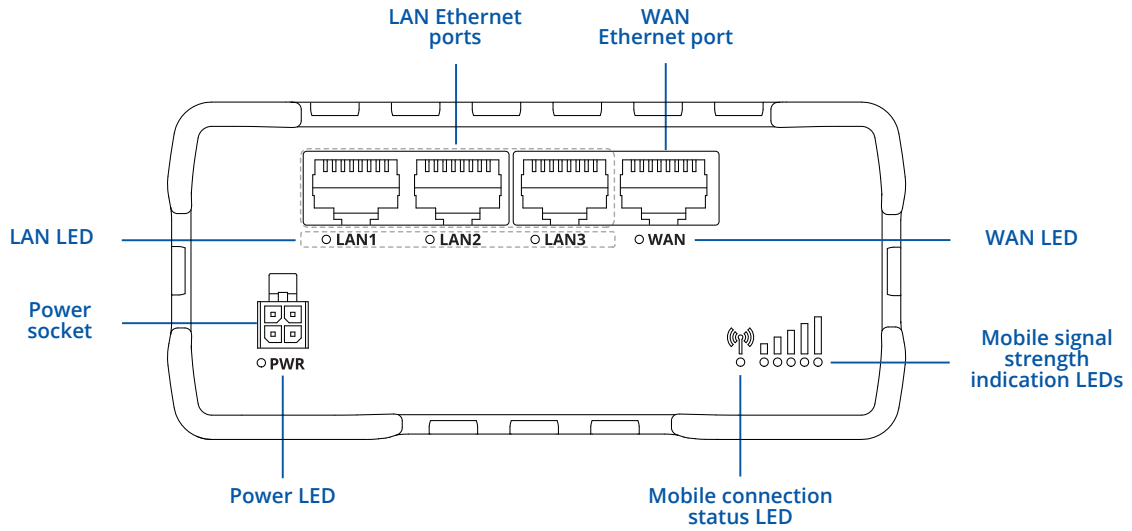 LAN Ethernet
ports
WAN
Ethernet port
LAN LED
LAN1
LAN2
LAN3
WAN
WAN LED
Power
socket
PWR
Mobile signal
strength
indication LEDs
Power LED
Mobile connection
status LED